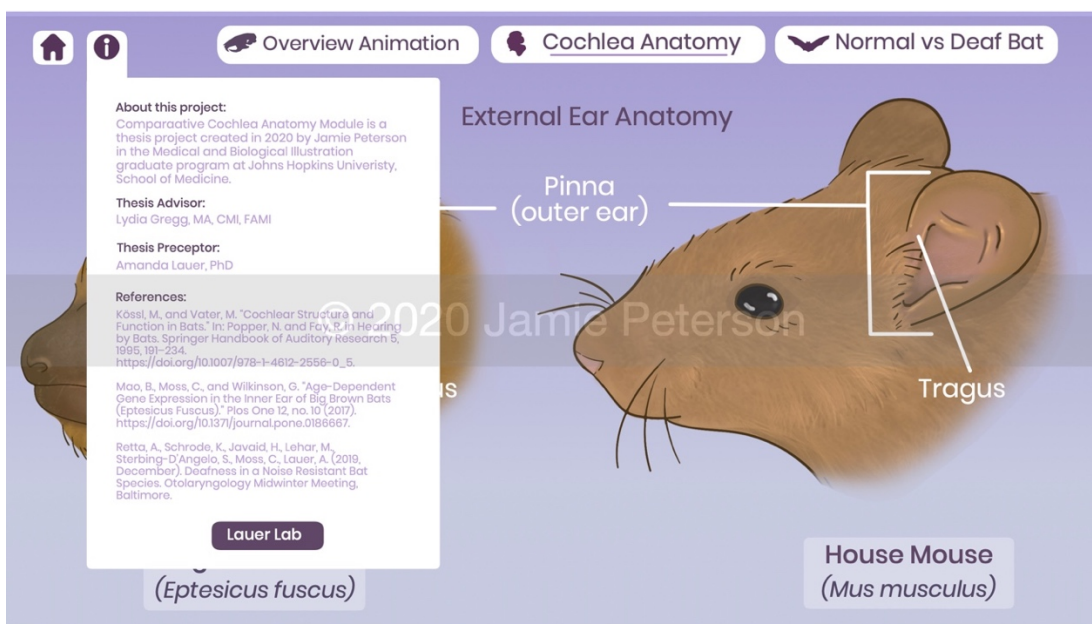 Overview Animation
Cochlea Anatomy
Normal vs Deaf Bat
About this project:
Comparaative Cochlea Anatomy Module is a
thesis project created in 2020 by Jamie Peterson
in the Medical and Biological Illustration
graduate program at Johns Hopkins Univeristy,
School of Medicine.
Thesis Advisor:
Lydia Gregg, MA, CMI, FAMI
Thesis Preceptor:
Amanda Lauer, PhD
References:
Kössl, M., and Vater, M. "Cochlear Structure and
Function in Bats." In: Popper, N. and Fay, R. in Hearing
by Bats. Springer Handbook of Auditory Research 5,
1995, 191–234.
https://doi.org/10.1007/978-1-4612-2556-0_5.
Mao, B., Moss, C., and Wilkinson, G. "Age-Dependent
Gene Expression in the Inner Ear of Big Brown Bats
(Eptesicus Fuscus)." Plos One 12, no. 10 (2017).
https://doi.org/10.1371/journal.pone.0186667.
Retta, A., Schrode, K., Javaid, H., Lehar, M.,
Sterbing-D'Angelo, S., Moss, C., Lauer, A. (2019,
December). Deafness in a Noise Resistant Bat
Species. Otolaryngology Midwinter Meeting,
Baltimore.
Lauer Lab
External Ear Anatomy
Pinna
(outer ear)
© 2020 Jamie Peterson
Tragus
(Eptesicus fuscus)
House Mouse
(Mus musculus)